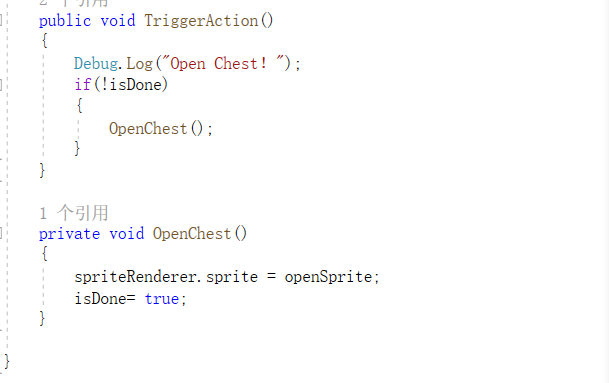 2 个引用
public void TriggerAction()
{
Debug.Log("Open Chest！");
if(!isDone)
{
OpenChest();
}
}
1 个引用
private void OpenChest()
{
spriteRenderer.sprite = openSprite;
isDone= true;
}
}